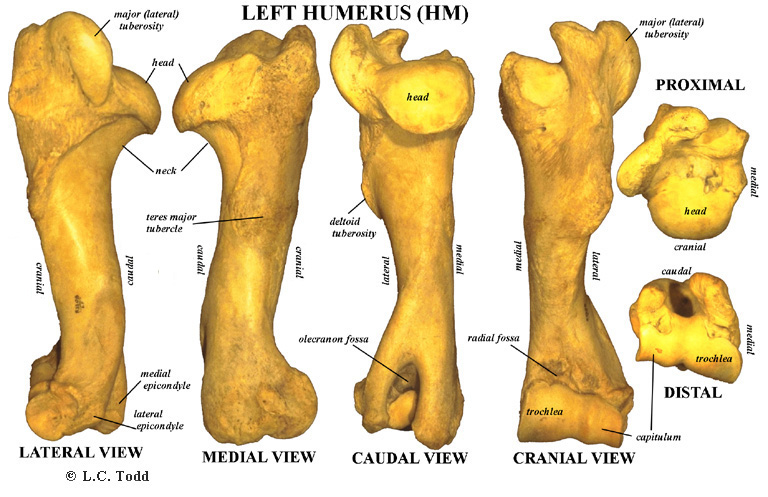 LEFT HUMERUS (HM)
major (lateral)
tuberosity
head
neck
teres major
tubercle
cranial
caudal
medial
epicondyle
lateral
epicondyle
LATERAL VIEW
© L.C. Todd
caudal
cranial
MEDIAL VIEW
head
deltoid
tuberosity
lateral
medial
olecranon fossa
CAUDAL VIEW
major (lateral)
tuberosity
medial
lateral
radial fossa
trochlea
capitulum
CRANIAL VIEW
PROXIMAL
head
medial
cranial
caudal
medial
trochlea
DISTAL